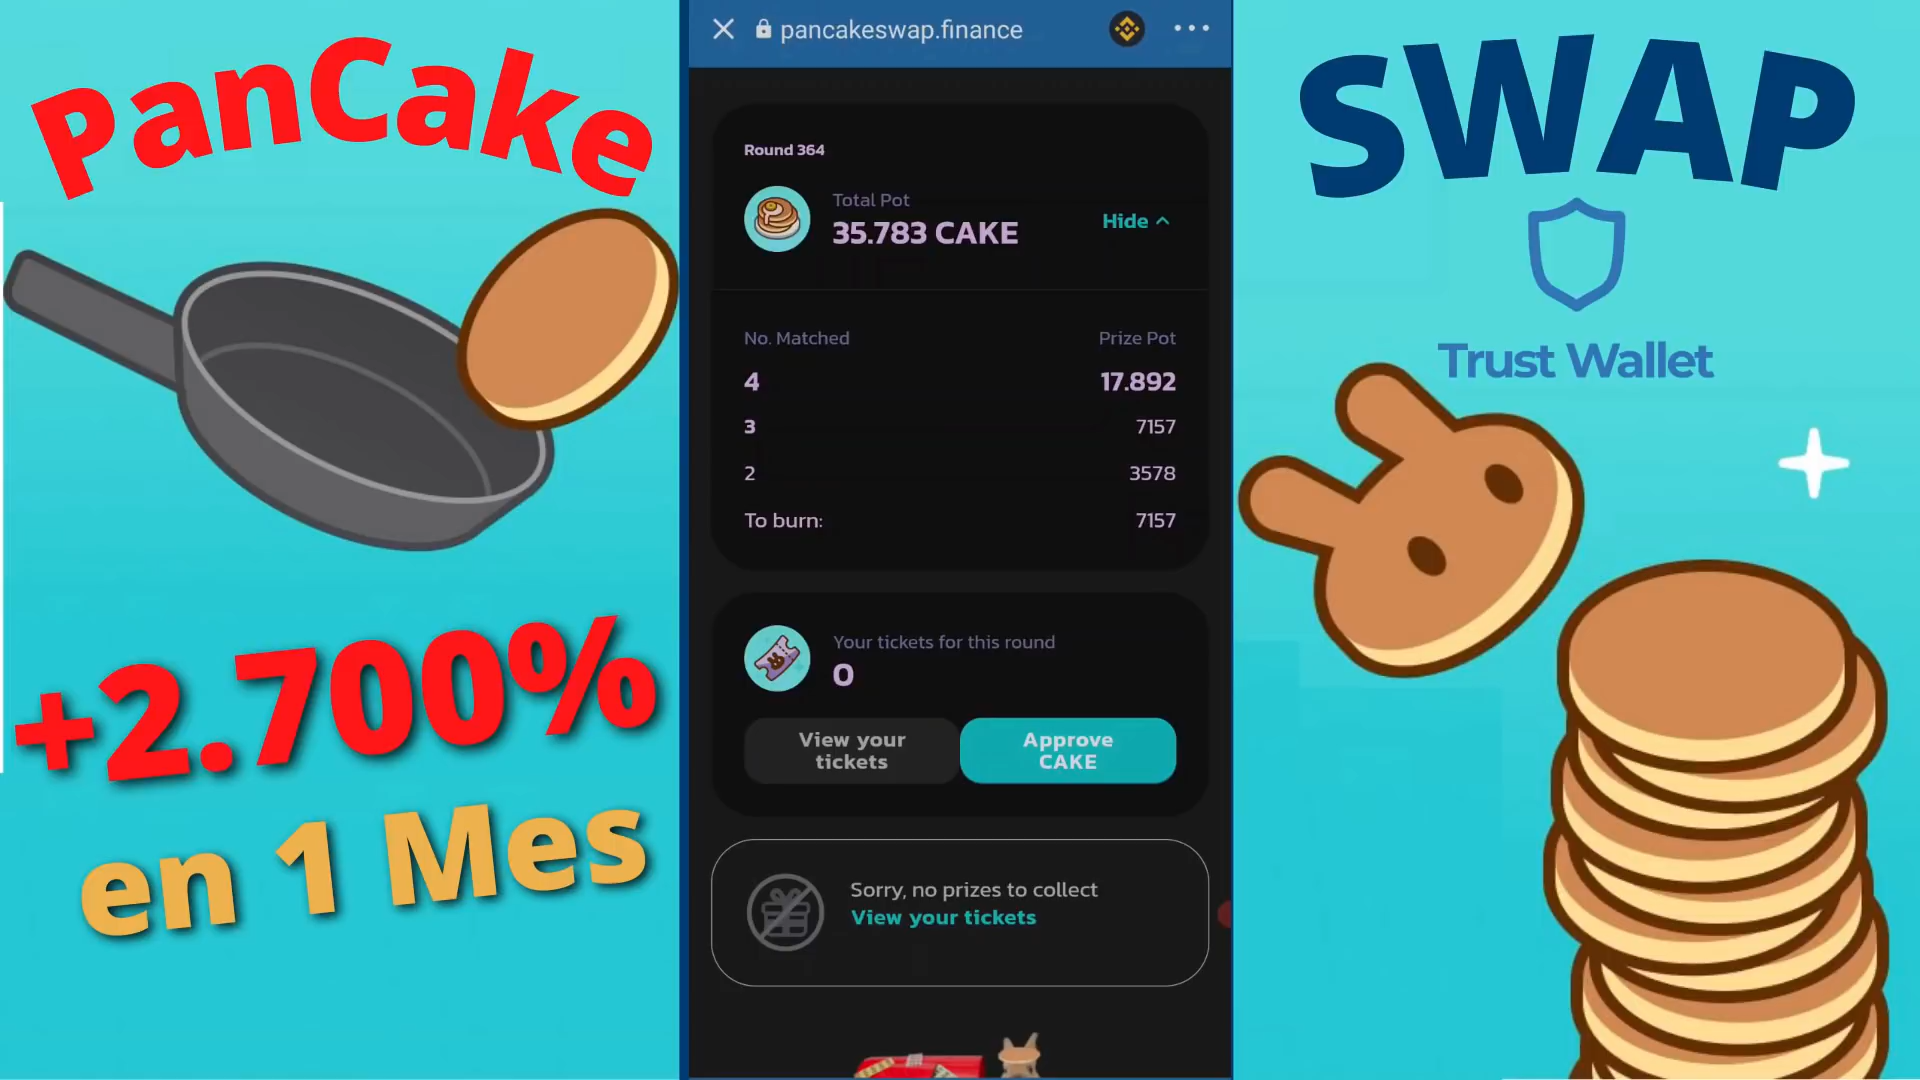 PanCake
+2.700%
en 1 Mes
pancakeswap.finance
Round 364
Total Pot
35.783 CAKE
Hide
No. Matched Prize Pot
4 17.892
3 7157
2 3578
To burn: 7157
Your tickets for this round
0
View your tickets
Approve CAKE
Sorry, no prizes to collect
View your tickets
SWAP
Trust Wallet